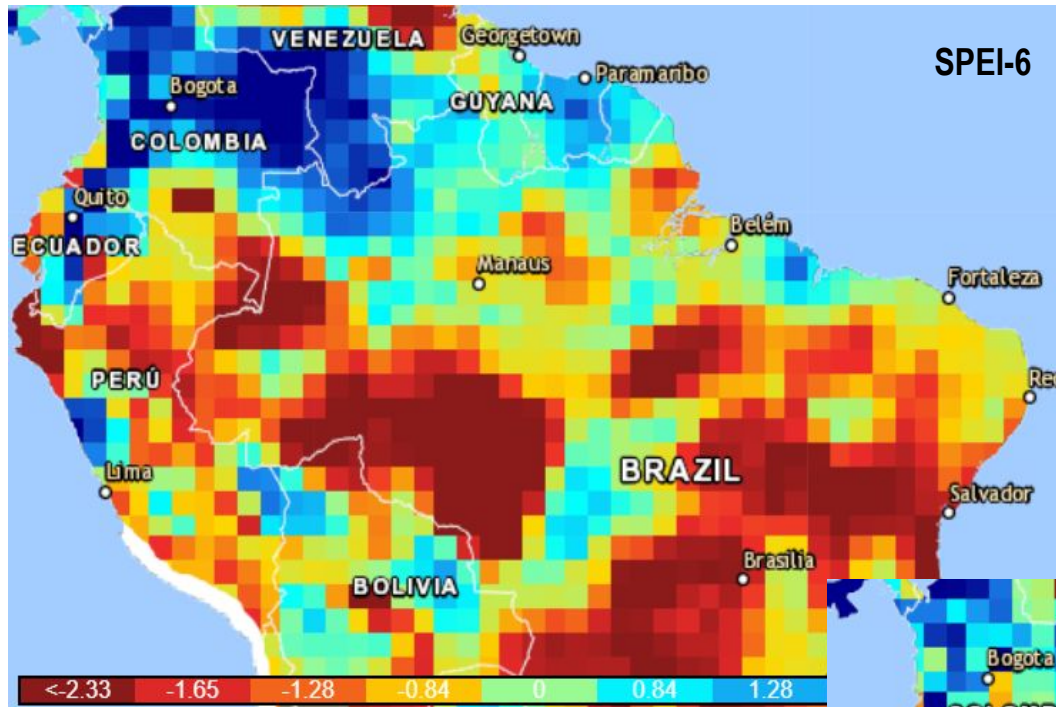 VENEZUELA
Georgetown
SPEI-6
Paramaribo
Bogota
GUYANA
COLOMBIA
Quito
Belém
ECUADOR
Manaus
Fortaleza
PERÚ
Rec
Lima
BRAZIL
Salvador
Brasilia
BOLIVIA
Bogota
<-2.33 -1.65 -1.28 -0.84 0 0.84 1.28